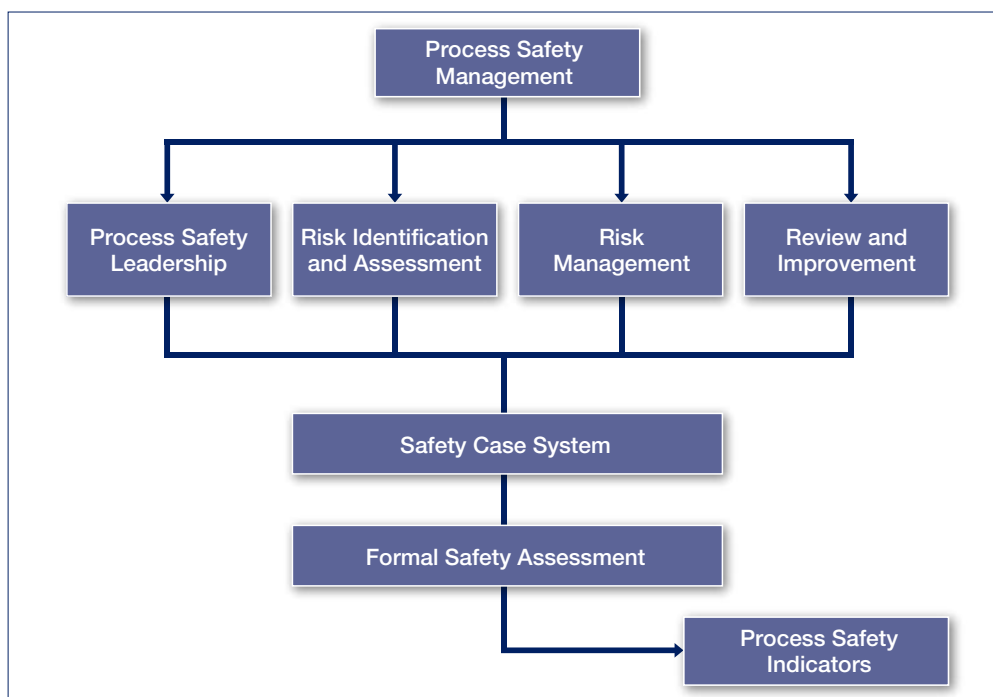 Process Safety
Management
Process Safety
Leadership
Risk Identification
and Assessment
Risk
Management
Review and
Improvement
Safety Case System
Formal Safety Assessment
Process Safety
Indicators